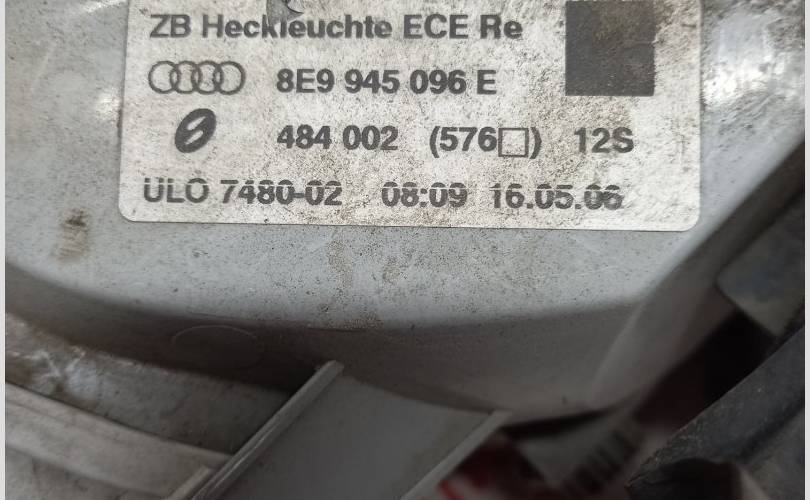 ZB Heckleuchte ECE Re
8E9 945 096 E
484 002 (576□) 12S
ULO 7480-02 08:09 16.05.06